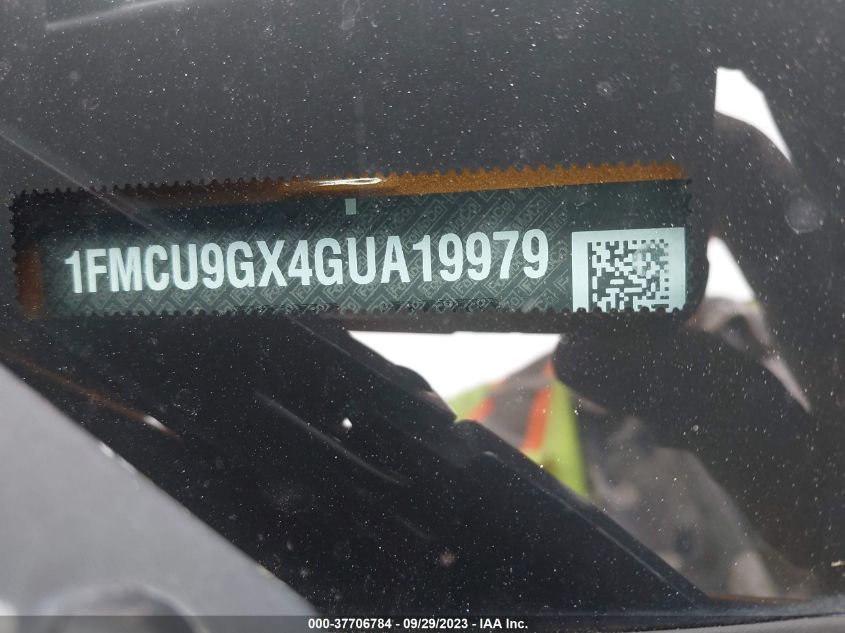 1FMCU9GX4GUA19979
000-37706784 - 09/29/2023 - IAA Inc.